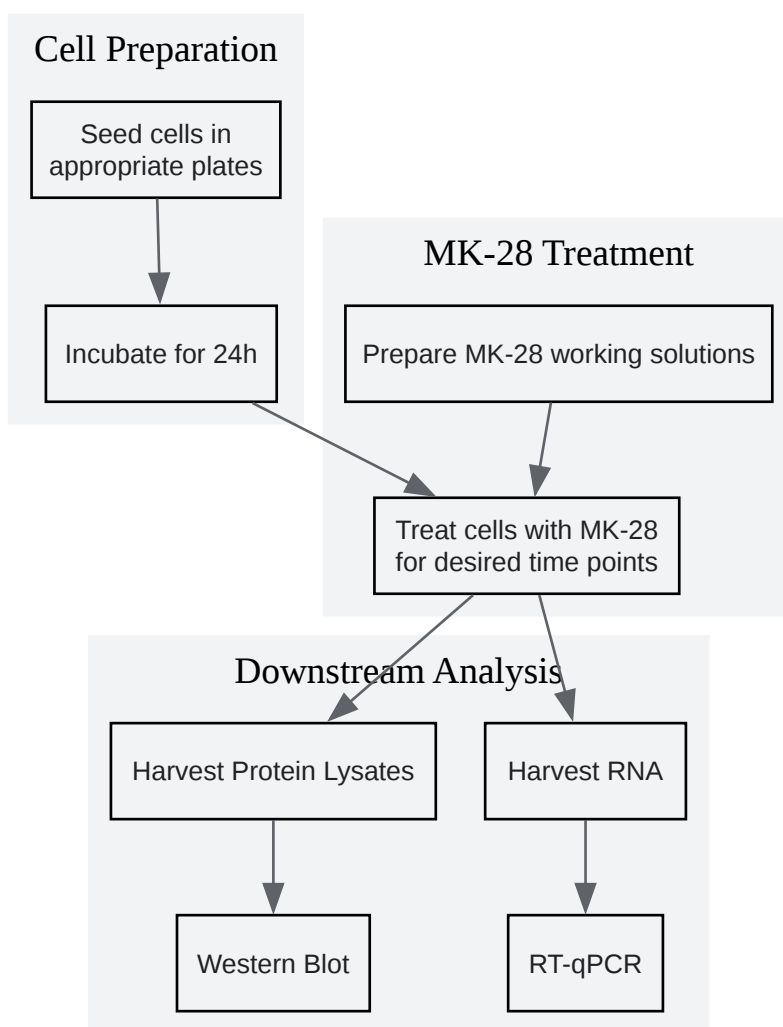 Cell Preparation
Seed cells in
appropriate plates
Incubate for 24h
MK-28 Treatment
Prepare MK-28 working solutions
Treat cells with MK-28
for desired time points
Downstream Analysis
Harvest Protein Lysates
Harvest RNA
Western Blot
RT-qPCR